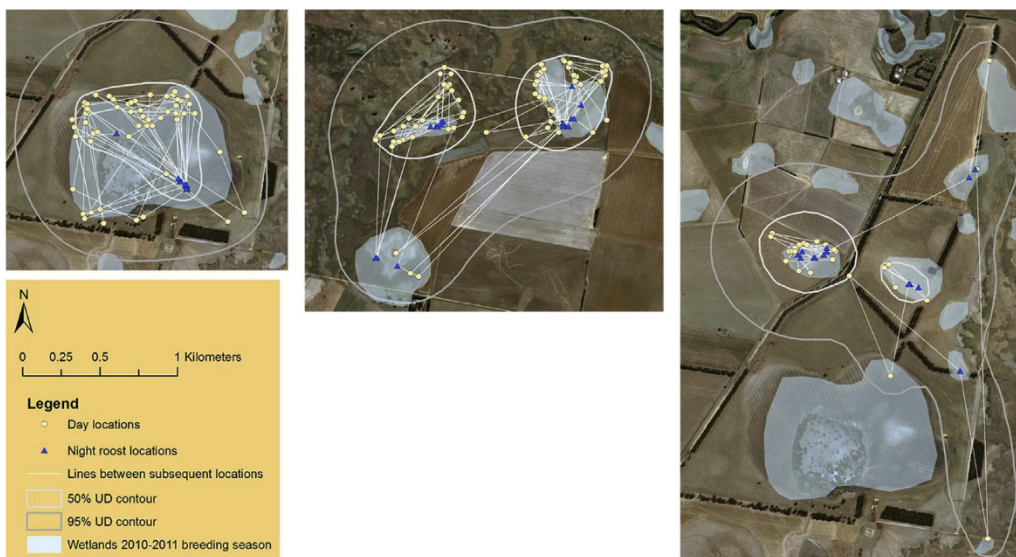 N
0 0.25 0.5 1 Kilometers
Legend
Day locations
Night roost locations
Lines between subsequent locations
50% UD contour
95% UD contour
Wetlands 2010-2011 breeding season